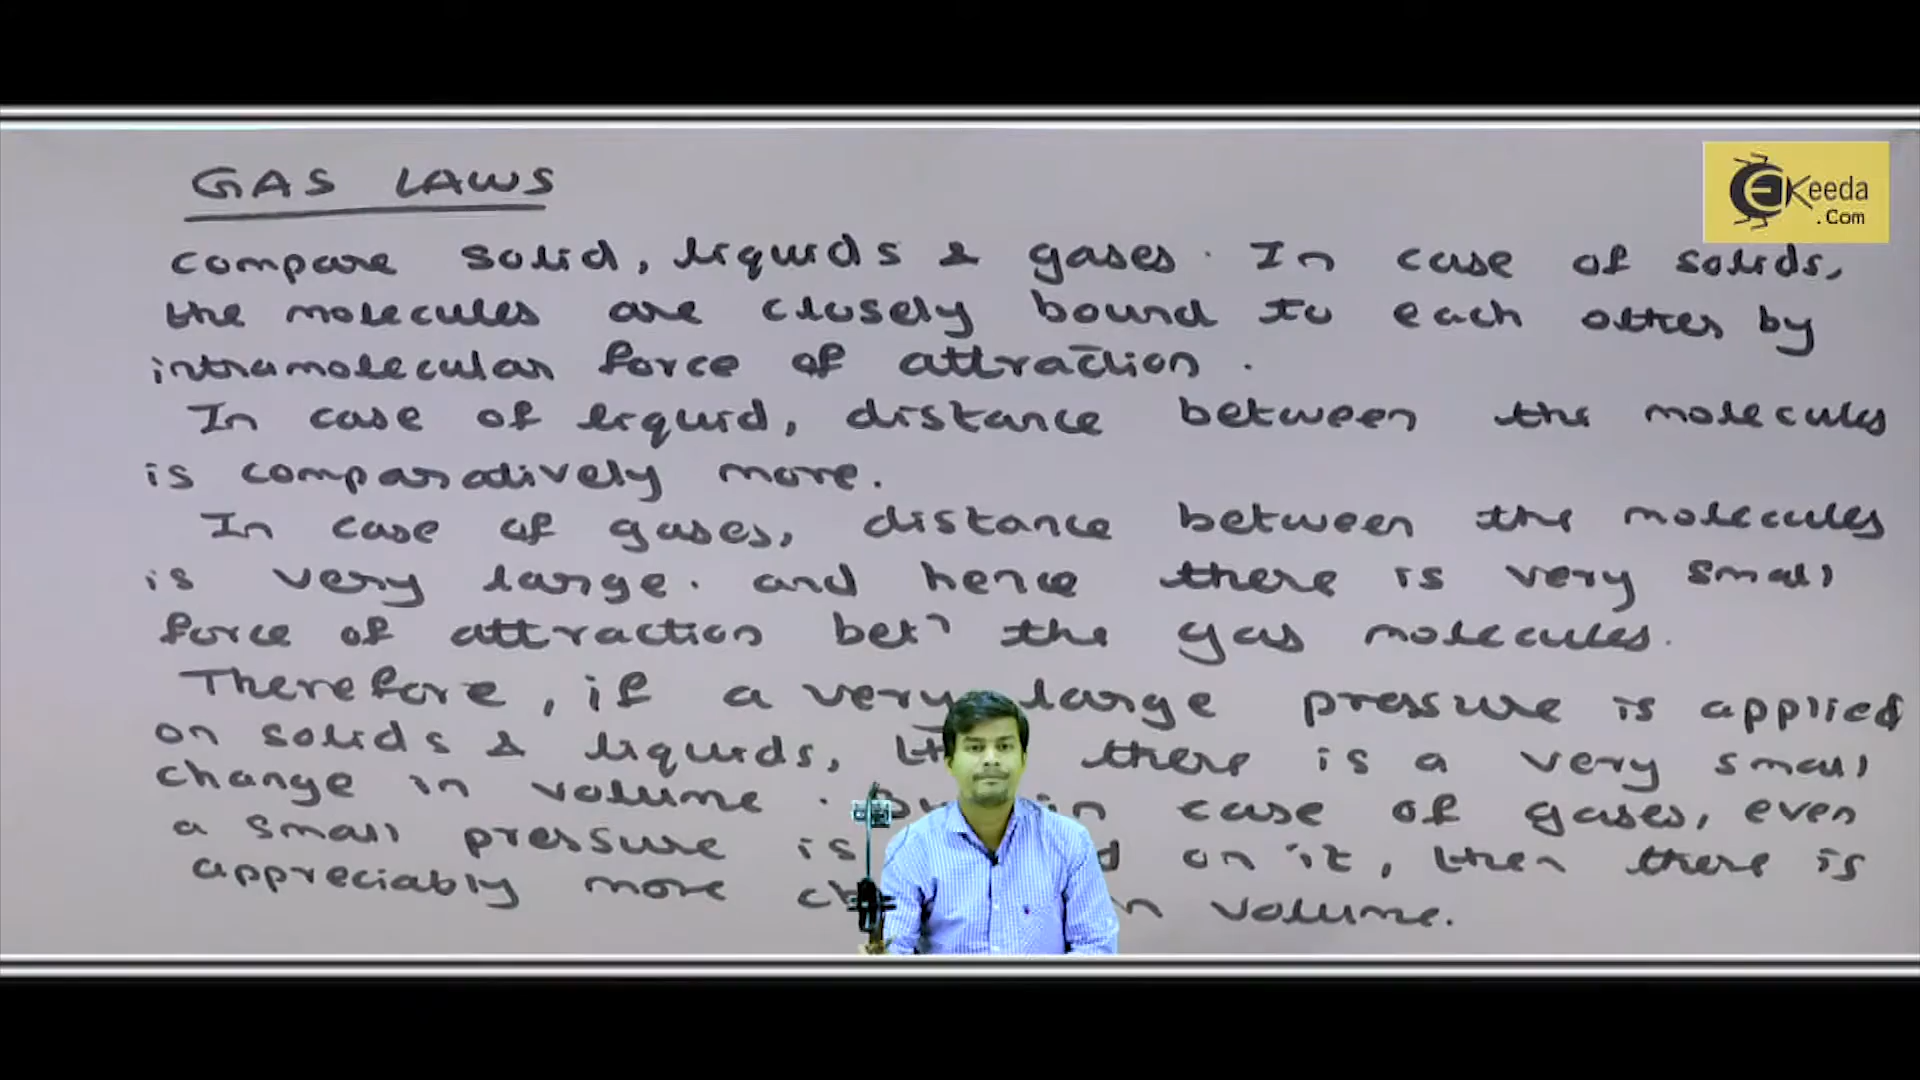 GAS LAWS
Keeda
.Com
compare solid, liquids & gases. In case of solids,
the molecules are closely bound to each other by
intramolecular force of attraction.
In case of liquid, distance between the molecules
is comparatively more.
In case of gases, distance between the molecules
is very large. and hence there is very small
force of attraction betⁿ the gas molecules.
Therefore, if a very large pressure is applied
on solids & liquids, there is a very small
change in volume. in case of gases, even
a small pressure is on it, then there is
appreciably more volume.